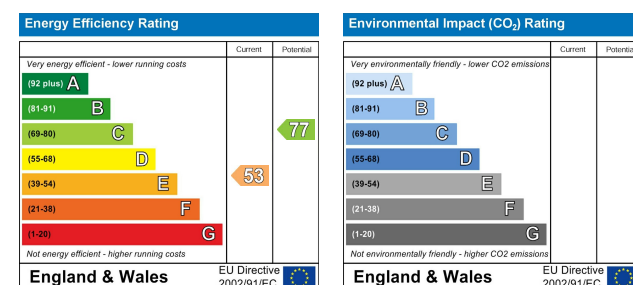 Energy Efficiency Rating
Current Potential
Very energy efficient - lower running costs
(92 plus) A
(81-91) B
(69-80) C
77
(55-68) D
(39-54) E
53
(21-38) F
(1-20) G
Not energy efficient - higher running costs
England & Wales
EU Directive
2002/91/EC
Environmental Impact (CO2) Rating
Current Potential
Very environmentally friendly - lower CO2 emissions
(92 plus) A
(81-91) B
(69-80) C
(55-68) D
(39-54) E
(21-38) F
(1-20) G
Not environmentally friendly - higher CO2 emissions
England & Wales
EU Directive
2002/91/EC